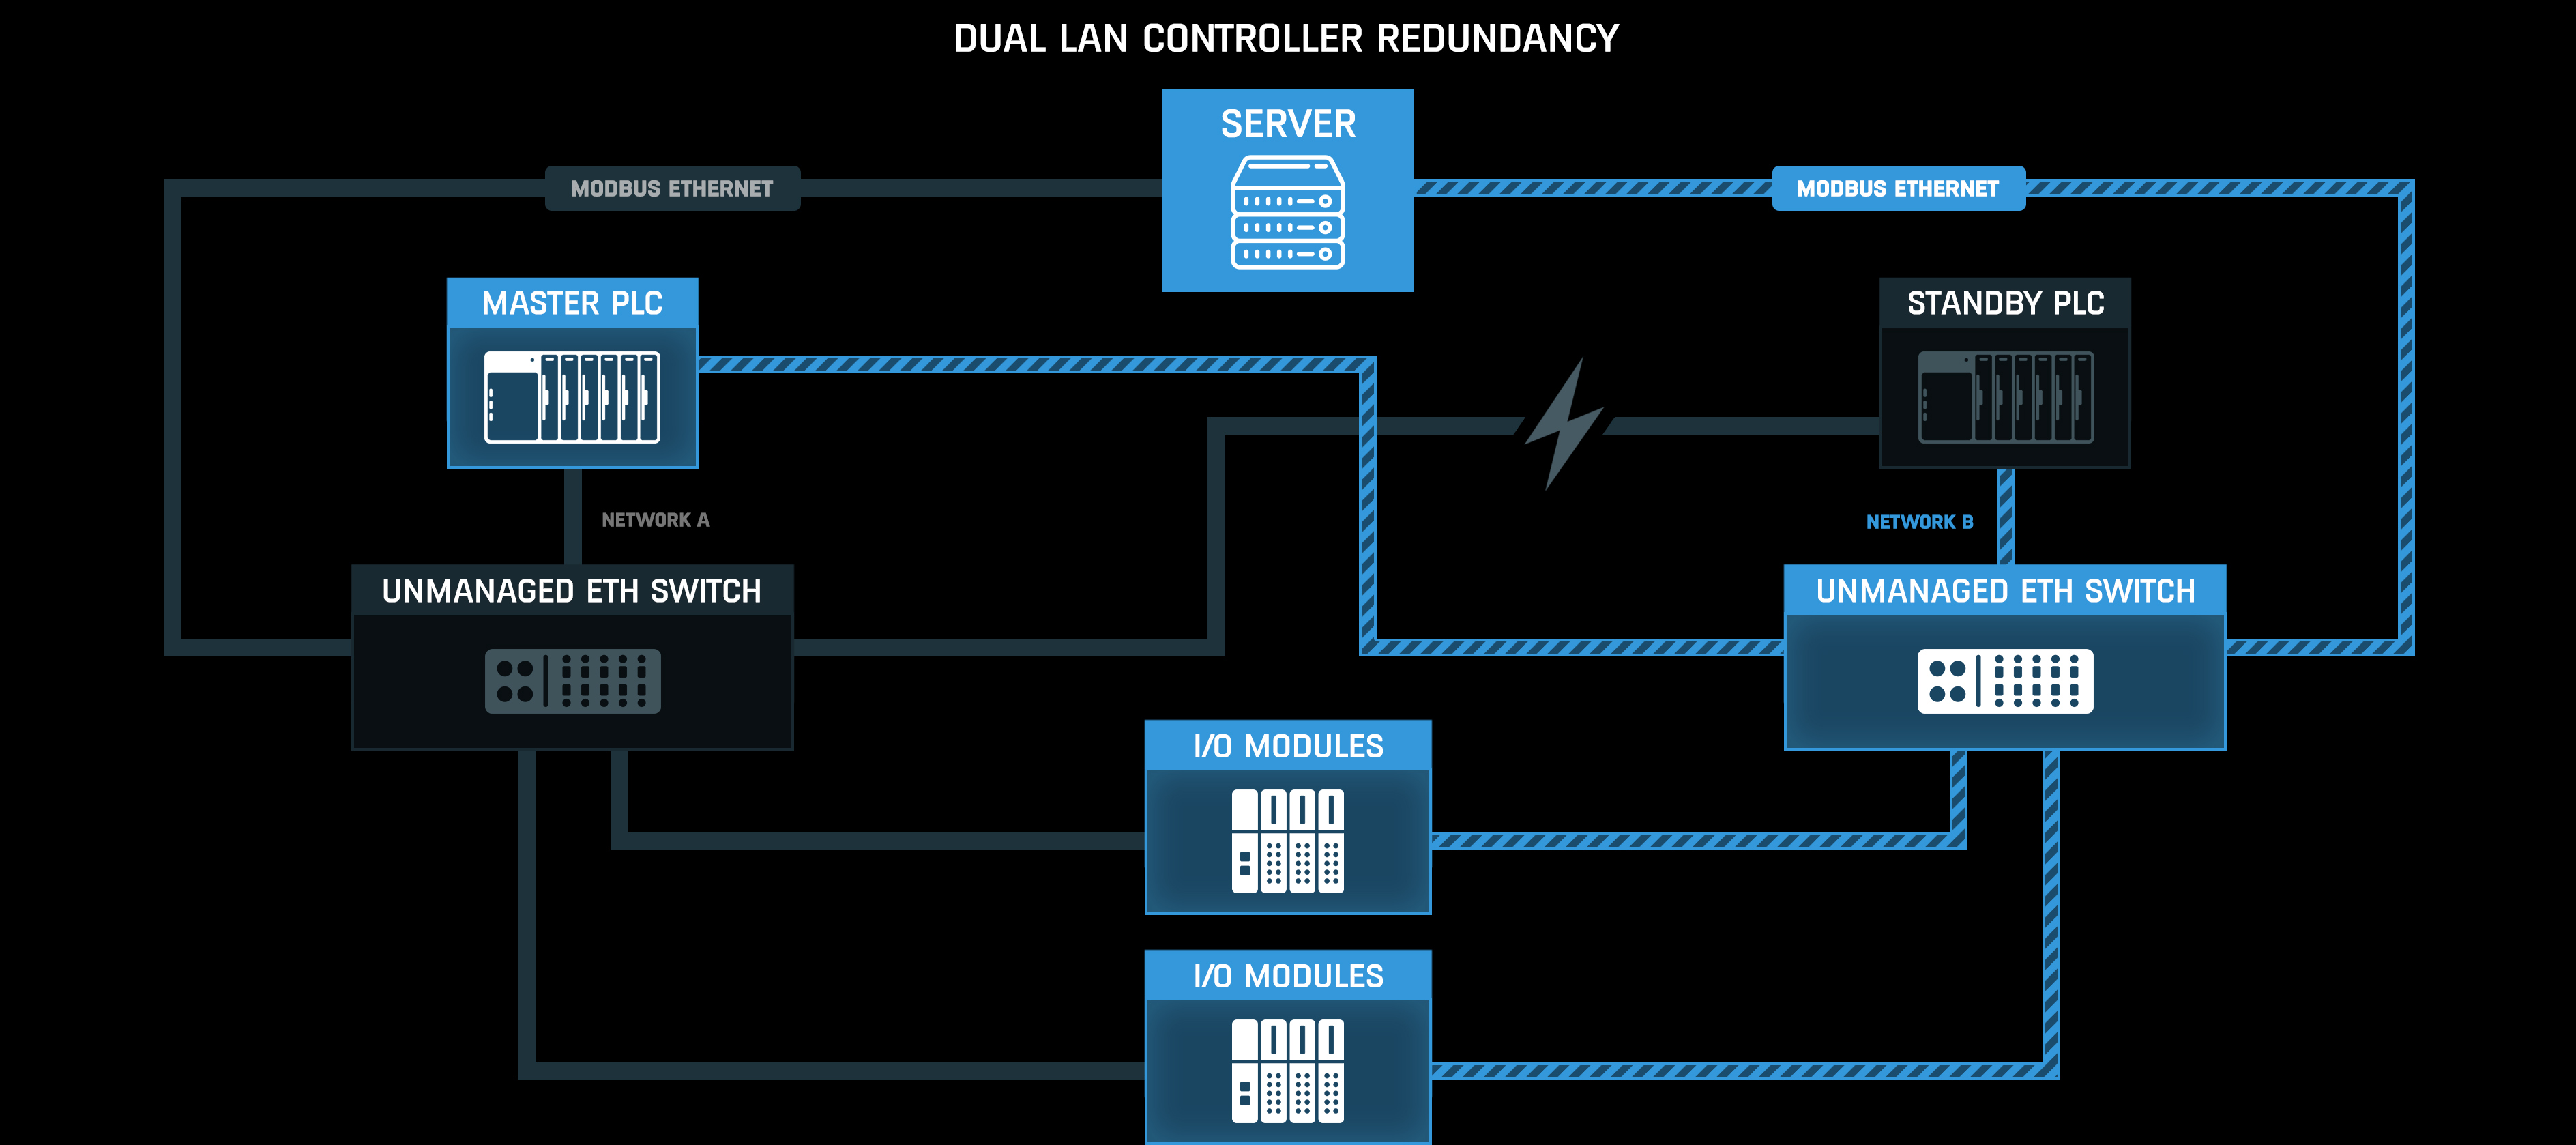 DUAL LAN CONTROLLER REDUNDANCY
SERVER
MODBUS ETHERNET
MODBUS ETHERNET
MASTER PLC
STANDBY PLC
NETWORK A
NETWORK B
UNMANAGED ETH SWITCH
UNMANAGED ETH SWITCH
I/O MODULES
I/O MODULES